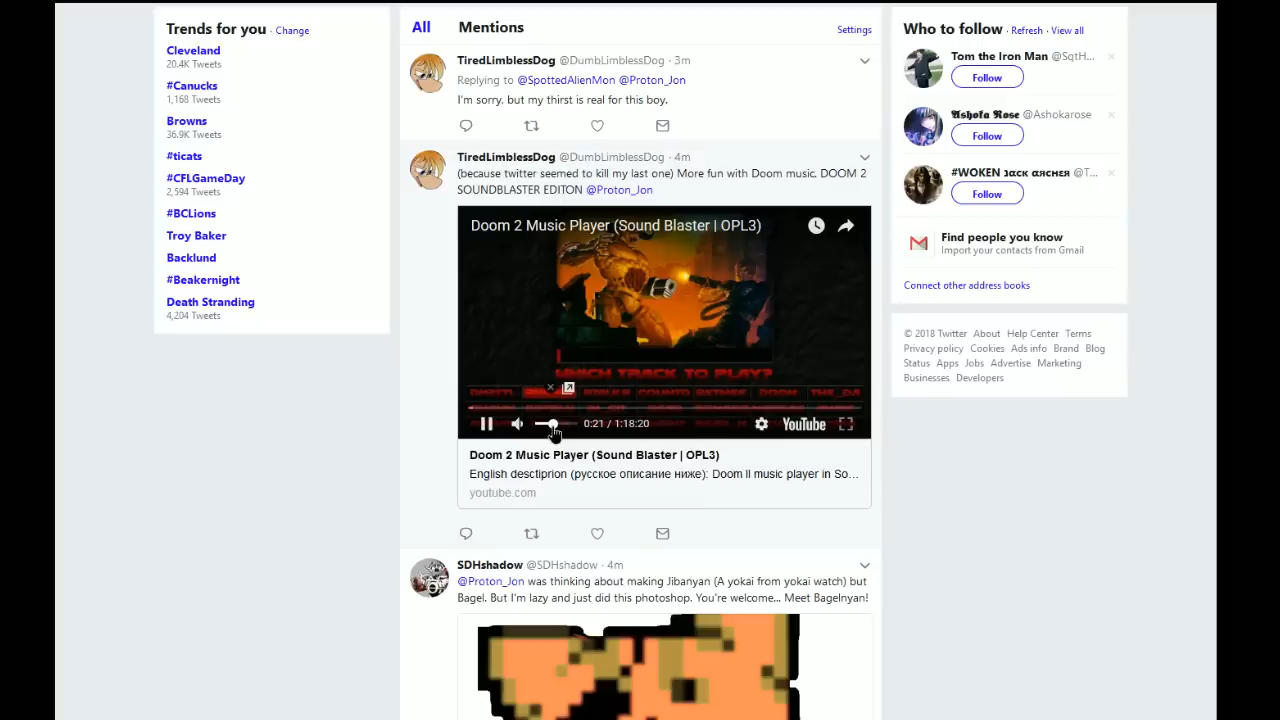 Trends for you · Change
Cleveland
20.4K Tweets
#Canucks
1,168 Tweets
Browns
36.9K Tweets
#ticats
#CFLGameDay
2,594 Tweets
#BCLions
Troy Baker
Backlund
#Beakernight
Death Stranding
4,204 Tweets
All Mentions Settings
TiredLimblessDog @DumbLimblessDog · 3m
Replying to @SpottedAlienMon @Proton_Jon
I'm sorry, but my thirst is real for this boy.
TiredLimblessDog @DumbLimblessDog · 4m
(because twitter seemed to kill my last one) More fun with Doom music. DOOM 2
SOUNDBLASTER EDITON @Proton_Jon
Doom 2 Music Player (Sound Blaster | OPL3)
WHICH TRACK TO PLAY?
DOOM
0:21 / 1:18:20 YouTube
Doom 2 Music Player (Sound Blaster | OPL3)
English desctiprion (русское описание ниже): Doom II music player in So...
youtube.com
SDHshadow @SDHshadow · 4m
@Proton_Jon was thinking about making Jibanyan (A yokai from yokai watch) but
Bagel. But I'm lazy and just did this photoshop. You're welcome... Meet Bagelnyan!
Who to follow · Refresh · View all
Tom the Iron Man @SqtH...
Follow
𝕬𝖘𝖍𝖔𝖐𝖆 𝕽𝖔𝖘𝖊 @Ashokarose
Follow
#WOKEN נαcк αяcнεя @T...
Follow
Find people you know
Import your contacts from Gmail
Connect other address books
© 2018 Twitter About Help Center Terms
Privacy policy Cookies Ads info Brand Blog
Status Apps Jobs Advertise Marketing
Businesses Developers